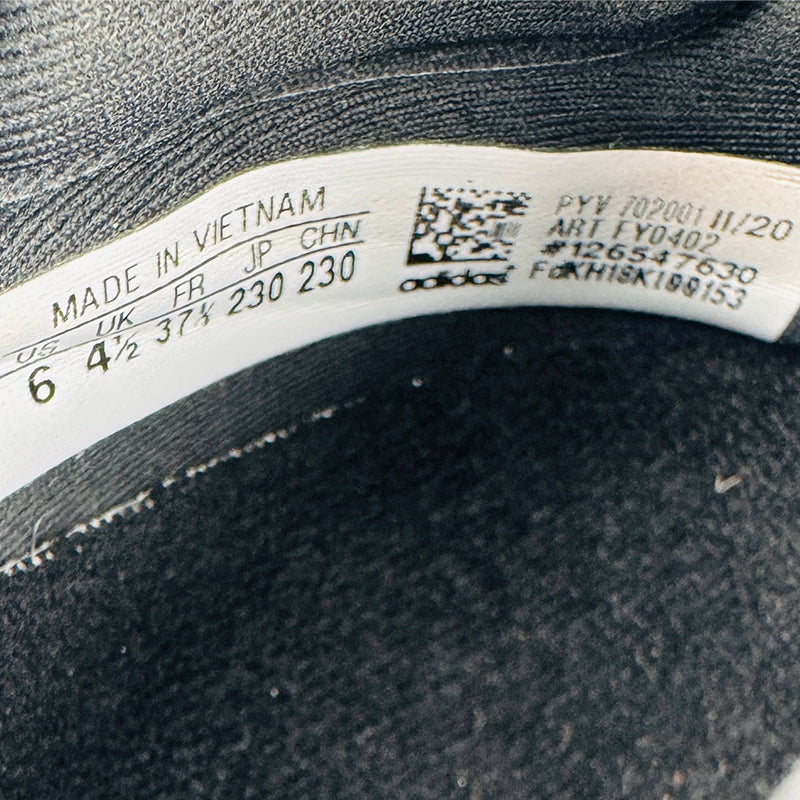 MADE IN VIETNAM
US UK FR JP CHN
6 4½ 37⅓ 230 230
adidas
PYV 702001 11/20
ART FY0402
#126547630